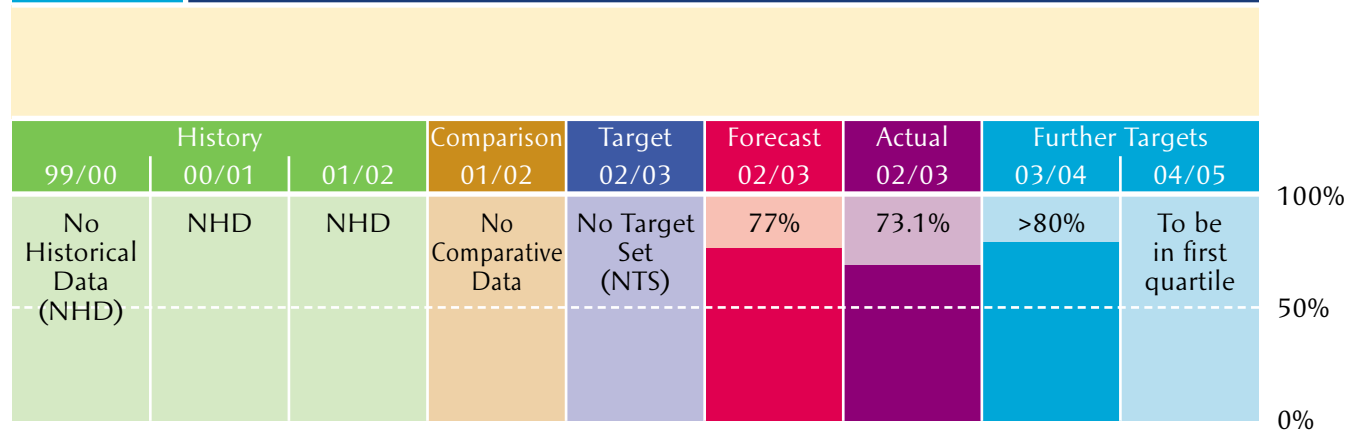 History
Comparison
Target
Forecast
Actual
Further Targets
99/00
00/01
01/02
01/02
02/03
02/03
02/03
03/04
04/05
100%
No
Historical
Data
(NHD)
NHD
NHD
No
Comparative
Data
No Target
Set
(NTS)
77%
73.1%
>80%
To be
in first
quartile
50%
0%